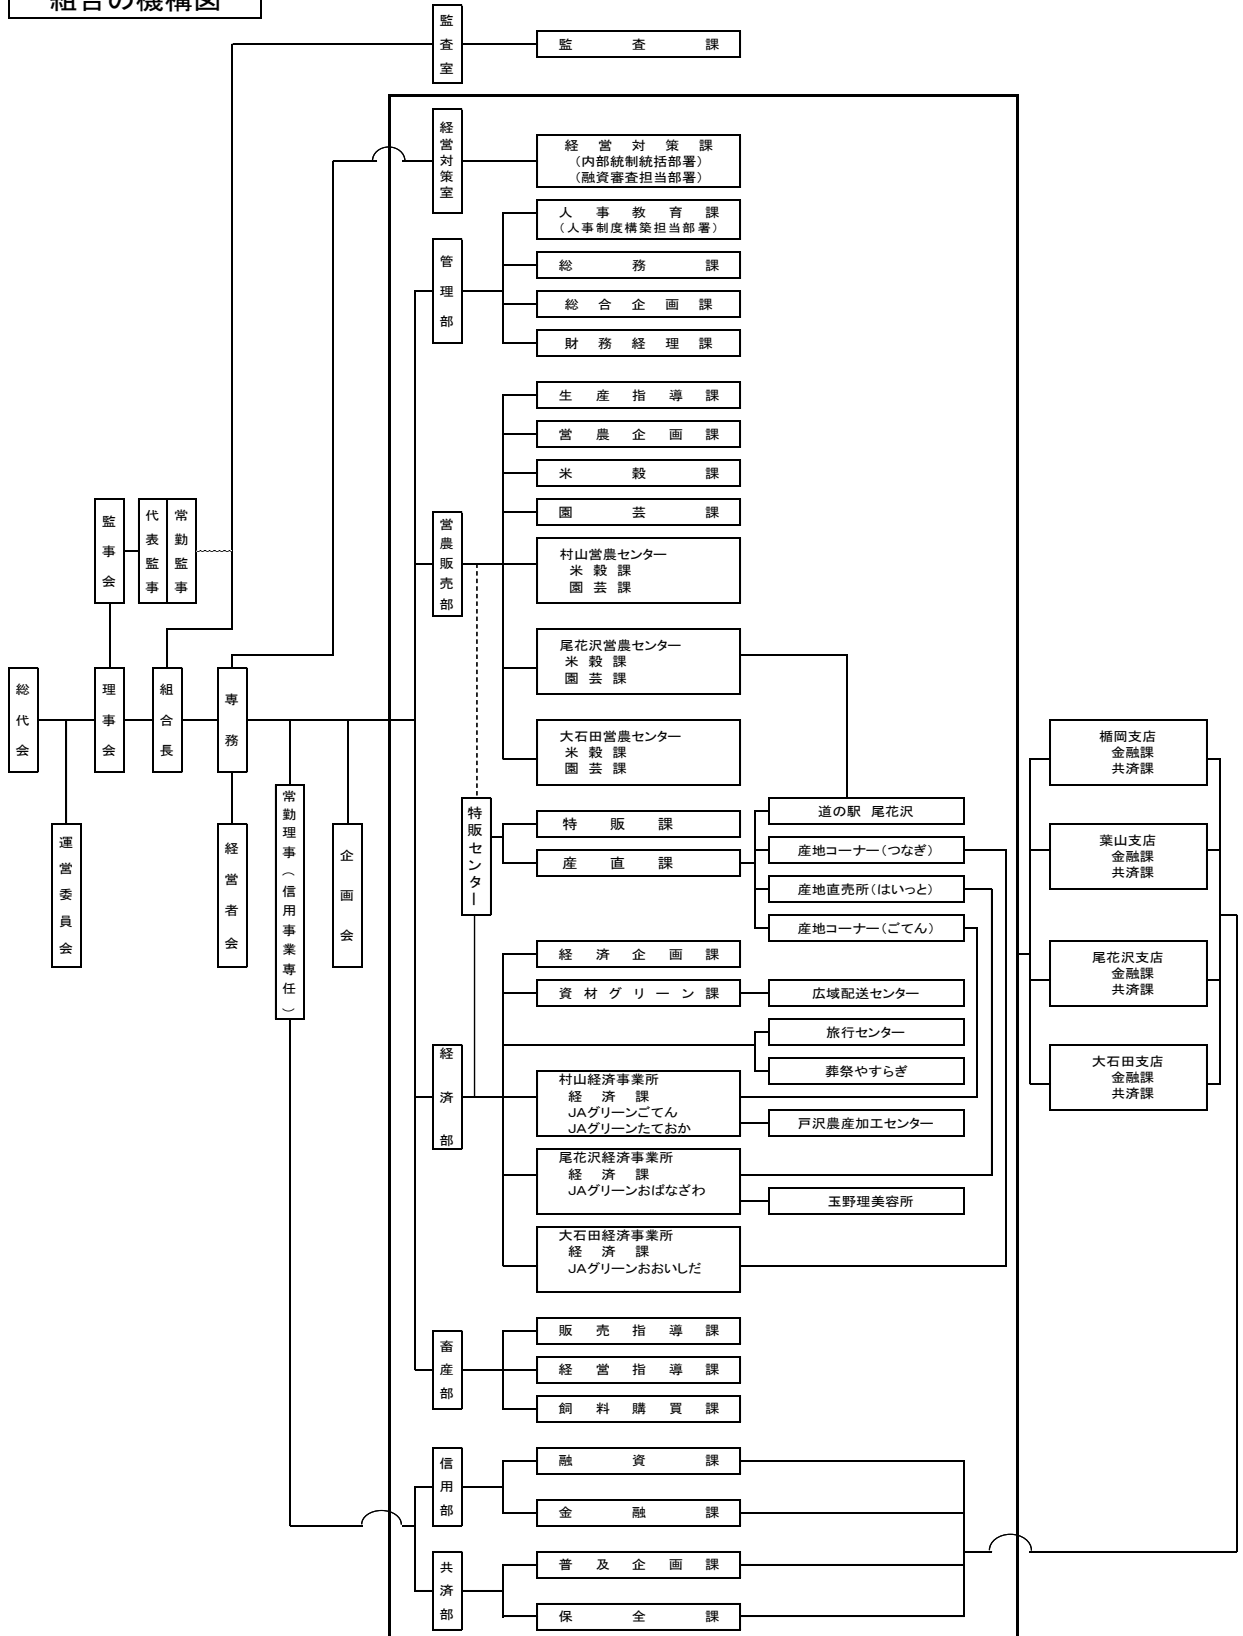 組合の機構図
監査室
監査課
経営対策室
経営対策課
（内部統制統括部署）
（融資審査担当部署）
管理部
人事教育課
（人事制度構築担当部署）
総務課
総合企画課
財務経理課
営農販売部
生産指導課
営農企画課
米穀課
園芸課
村山営農センター
米穀課
園芸課
尾花沢営農センター
米穀課
園芸課
大石田営農センター
米穀課
園芸課
監事会
代表監事
常勤監事
総代会
理事会
組合長
専務
運営委員会
経営者会
常勤理事（信用事業専任）
企画会
特販センター
特販課
産直課
道の駅 尾花沢
産地コーナー（つなぎ）
産地直売所（はいっと）
産地コーナー（ごてん）
経済部
経済企画課
資材グリーン課
広域配送センター
旅行センター
葬祭やすらぎ
村山経済事業所
経済課
JAグリーンごてん
JAグリーンたておか
戸沢農産加工センター
尾花沢経済事業所
経済課
JAグリーンおばなざわ
玉野理美容所
大石田経済事業所
経済課
JAグリーンおおいしだ
畜産部
販売指導課
経営指導課
飼料購買課
信用部
融資課
金融課
共済部
普及企画課
保全課
楯岡支店
金融課
共済課
葉山支店
金融課
共済課
尾花沢支店
金融課
共済課
大石田支店
金融課
共済課